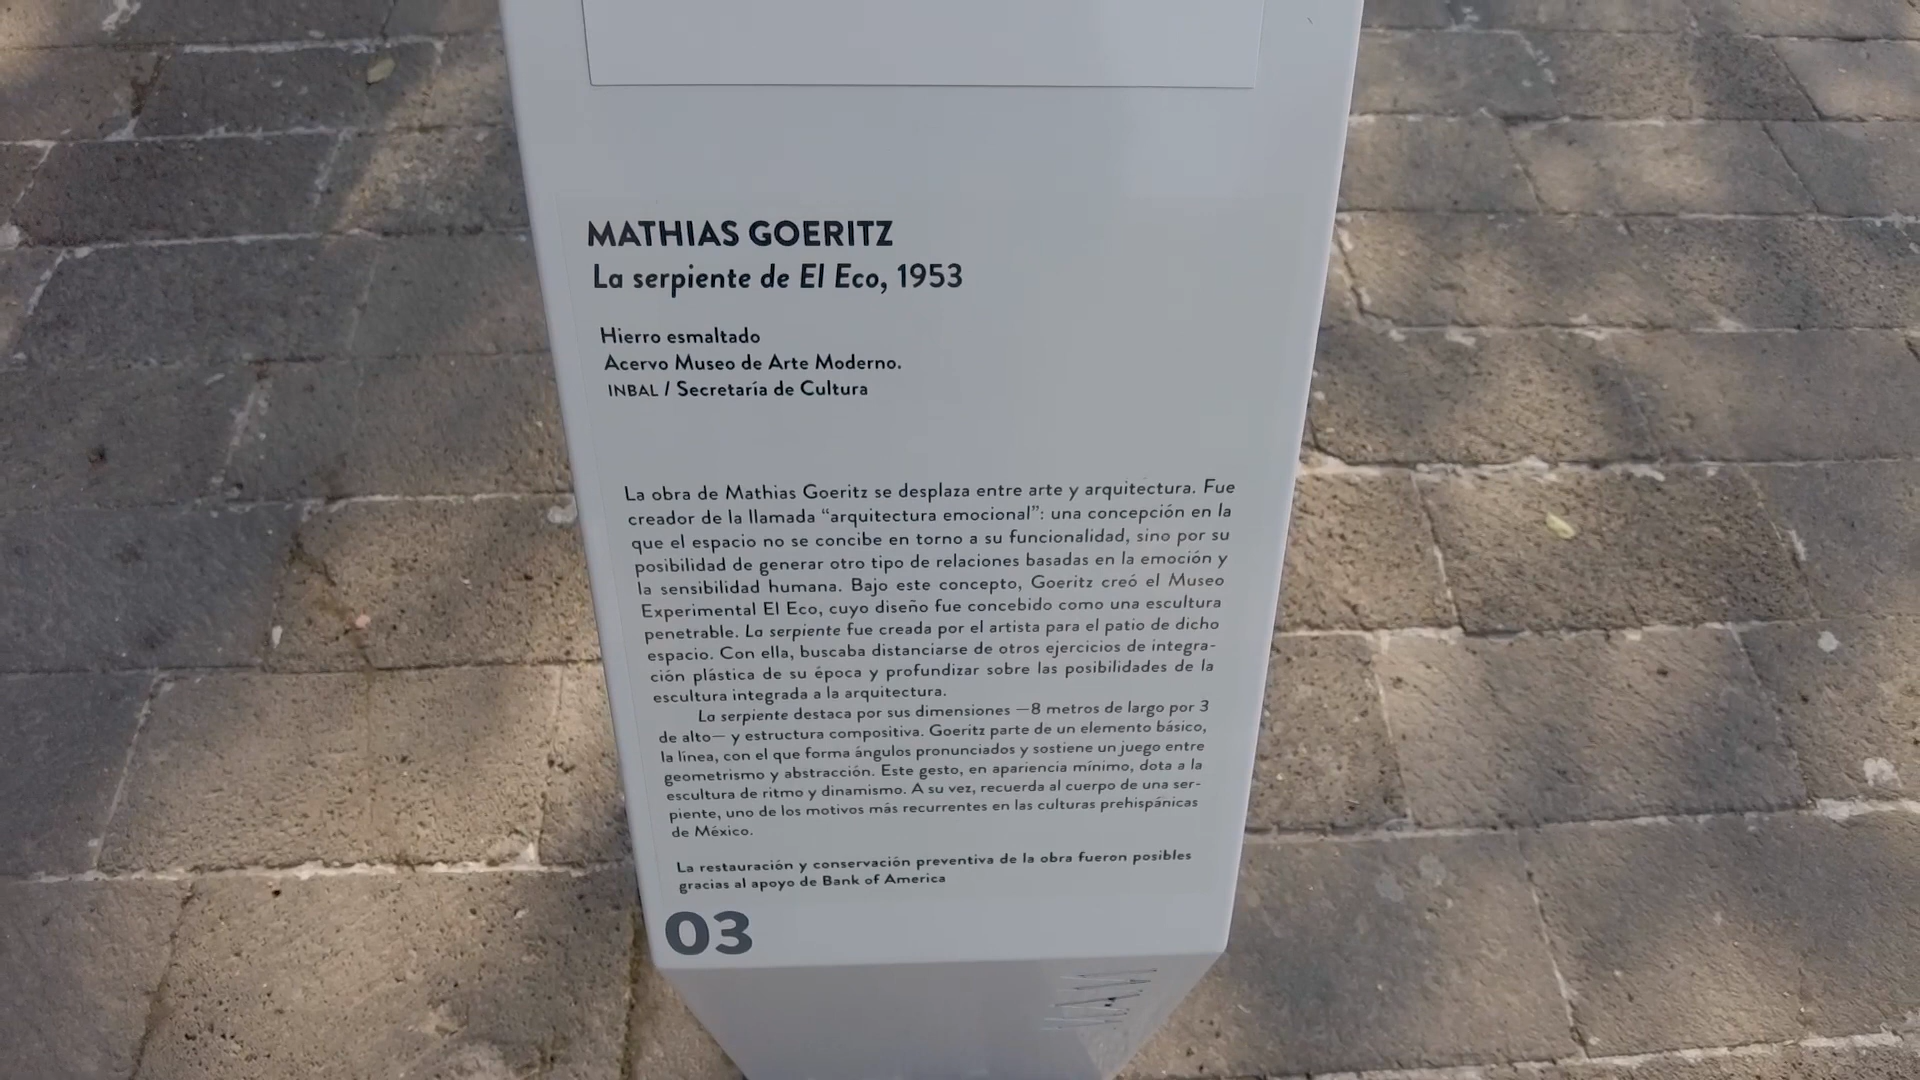 MATHIAS GOERITZ
La serpiente de El Eco, 1953
Hierro esmaltado
Acervo Museo de Arte Moderno.
INBAL / Secretaría de Cultura
La obra de Mathias Goeritz se desplaza entre arte y arquitectura. Fue
creador de la llamada “arquitectura emocional”: una concepción en la
que el espacio no se concibe en torno a su funcionalidad, sino por su
posibilidad de generar otro tipo de relaciones basadas en la emoción y
la sensibilidad humana. Bajo este concepto, Goeritz creó el Museo
Experimental El Eco, cuyo diseño fue concebido como una escultura
penetrable. La serpiente fue creada por el artista para el patio de dicho
espacio. Con ella, buscaba distanciarse de otros ejercicios de integra-
ción plástica de su época y profundizar sobre las posibilidades de la
escultura integrada a la arquitectura.
La serpiente destaca por sus dimensiones —8 metros de largo por 3
de alto— y estructura compositiva. Goeritz parte de un elemento básico,
la línea, con el que forma ángulos pronunciados y sostiene un juego entre
geometrismo y abstracción. Este gesto, en apariencia mínimo, dota a la
escultura de ritmo y dinamismo. A su vez, recuerda al cuerpo de una ser-
piente, uno de los motivos más recurrentes en las culturas prehispánicas
de México.
La restauración y conservación preventiva de la obra fueron posibles
gracias al apoyo de Bank of America
03